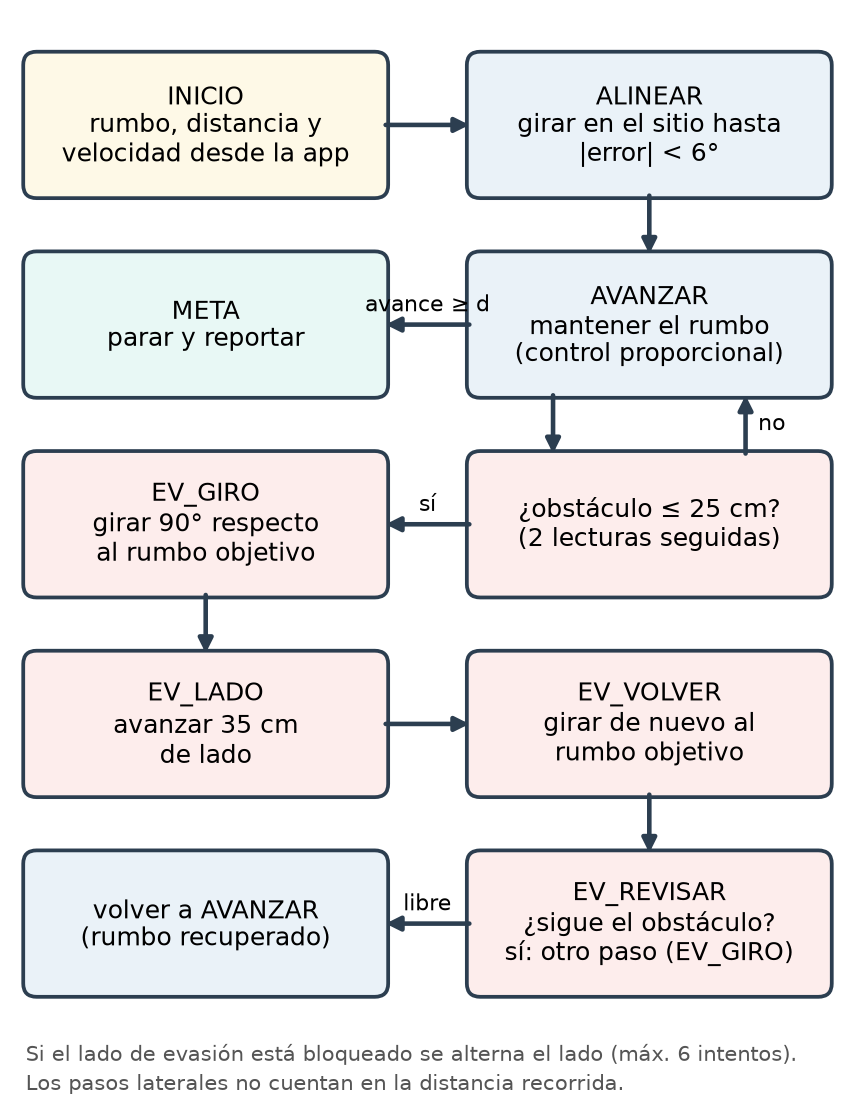 INICIO
rumbo, distancia y
velocidad desde la app
ALINEAR
girar en el sitio hasta
|error| < 6°
META
parar y reportar
avance ≥ d
AVANZAR
mantener el rumbo
(control proporcional)
no
EV_GIRO
girar 90° respecto
al rumbo objetivo
sí
¿obstáculo ≤ 25 cm?
(2 lecturas seguidas)
EV_LADO
avanzar 35 cm
de lado
EV_VOLVER
girar de nuevo al
rumbo objetivo
volver a AVANZAR
(rumbo recuperado)
libre
EV_REVISAR
¿sigue el obstáculo?
sí: otro paso (EV_GIRO)
Si el lado de evasión está bloqueado se alterna el lado (máx. 6 intentos).
Los pasos laterales no cuentan en la distancia recorrida.